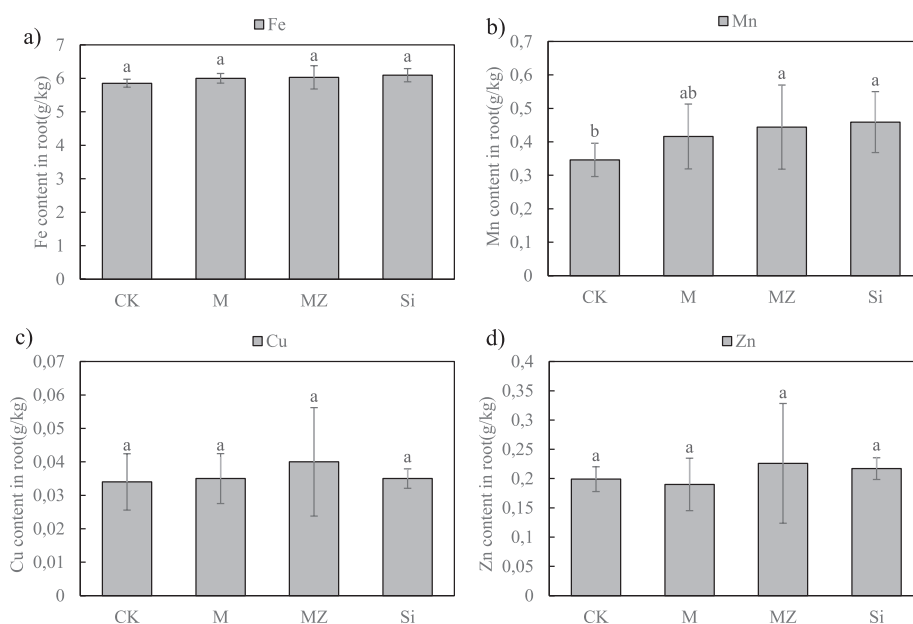 a)
Fe
Fe content in root(g/kg)
7
6
5
4
3
2
1
0
a
a
a
a
CK
M
MZ
Si
b)
Mn
Mn content in root(g/kg)
0,7
0,6
0,5
0,4
0,3
0,2
0,1
0
b
ab
a
a
CK
M
MZ
Si
c)
Cu
Cu content in root(g/kg)
0,07
0,06
0,05
0,04
0,03
0,02
0,01
0
a
a
a
a
CK
M
MZ
Si
d)
Zn
Zn content in root(g/kg)
0,4
0,35
0,3
0,25
0,2
0,15
0,1
0,05
0
a
a
a
a
CK
M
MZ
Si